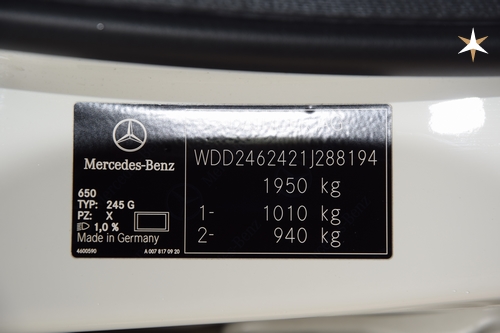 Mercedes-Benz
650
TYP: 245 G
PZ: X
1,0 %
Made in Germany
4600590 A 007 817 09 20
WDD2462421J288194
1950 kg
1- 1010 kg
2- 940 kg